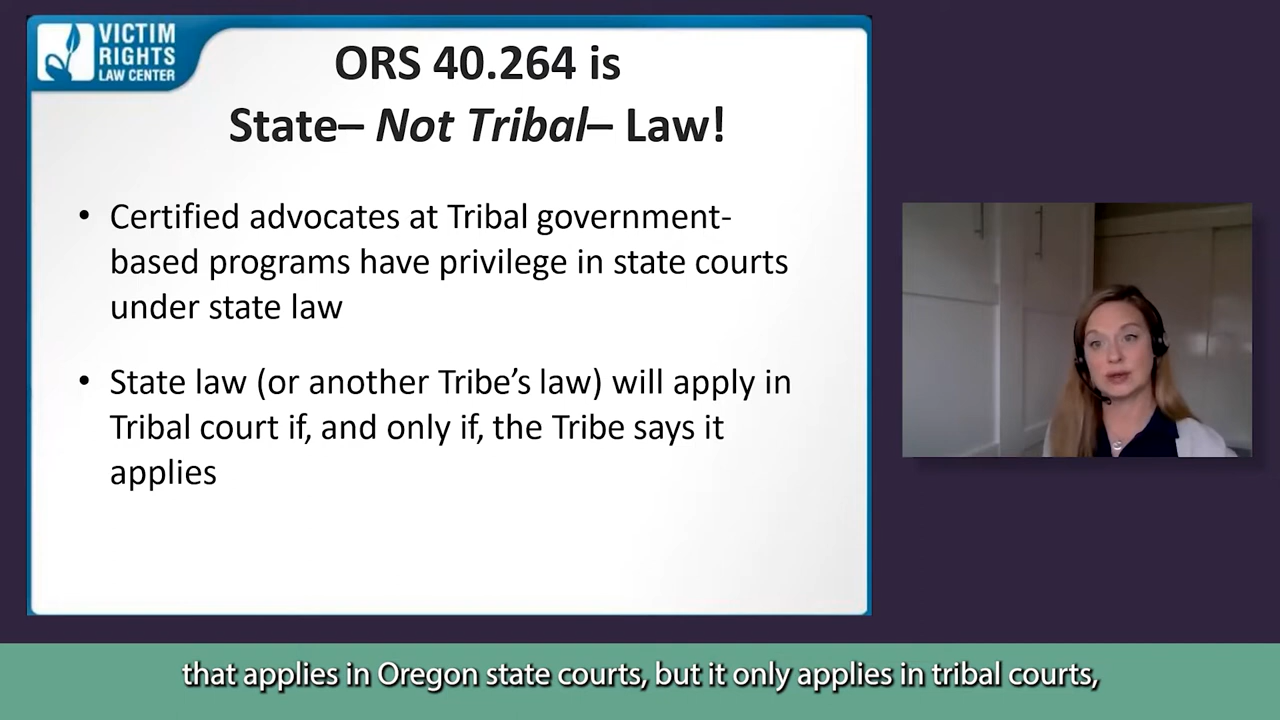 VICTIM
RIGHTS
LAW CENTER
ORS 40.264 is
State– Not Tribal– Law!
• Certified advocates at Tribal government-
based programs have privilege in state courts
under state law
• State law (or another Tribe’s law) will apply in
Tribal court if, and only if, the Tribe says it
applies
that applies in Oregon state courts, but it only applies in tribal courts,